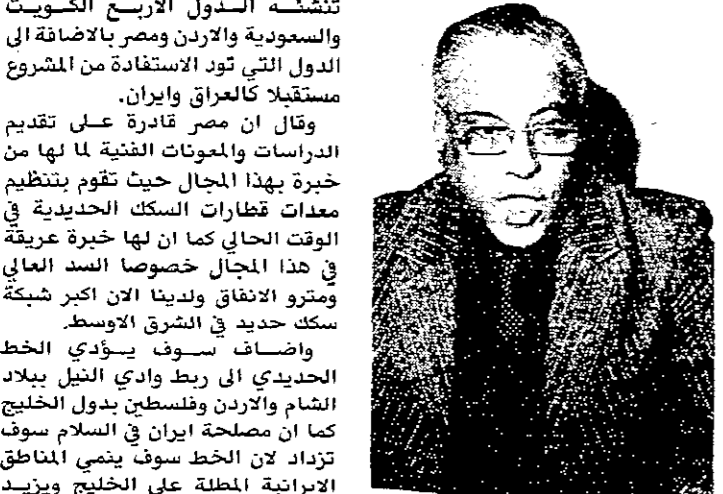 تنشئه الدول الاربع الكويت
والسعودية والاردن ومصر بالاضافة الى
الدول التي تود الاستفادة من المشروع
مستقبلا كالعراق وايران.
وقال ان مصر قادرة على تقديم
الدراسات والمعونات الفنية لما لها من
خبرة بهذا المجال حيث تقوم بتنظيم
معدات قطارات السكك الحديدية في
الوقت الحالي كما ان لها خبرة عريقة
في هذا المجال خصوصا السد العالي
ومترو الانفاق ولدينا الان اكبر شبكة
سكك حديد في الشرق الاوسط.
واضاف سوف يؤدي الخط
الحديدي الى ربط وادي النيل ببلاد
الشام والاردن وفلسطين بدول الخليج
كما ان مصلحة ايران في السلام سوف
تزداد لان الخط سوف ينمي المناطق
الايرانية المطلة على الخليج ويزيد